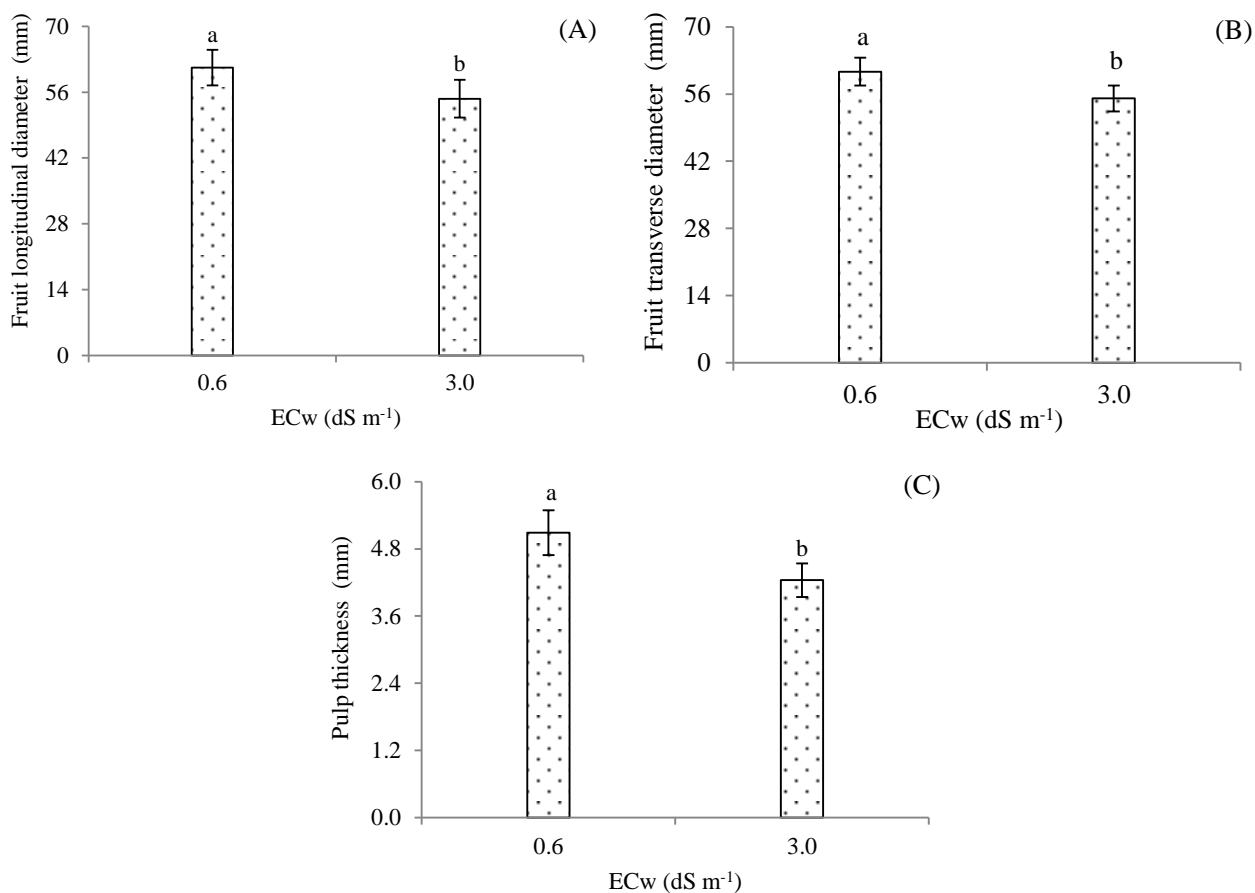 (A)
Fruit longitudinal diameter (mm)
70
56
42
28
14
0
a
b
0.6
3.0
ECw (dS m-1)
(B)
Fruit transverse diameter (mm)
70
56
42
28
14
0
a
b
0.6
3.0
ECw (dS m-1)
(C)
Pulp thickness (mm)
6.0
4.8
3.6
2.4
1.2
0.0
a
b
0.6
3.0
ECw (dS m-1)